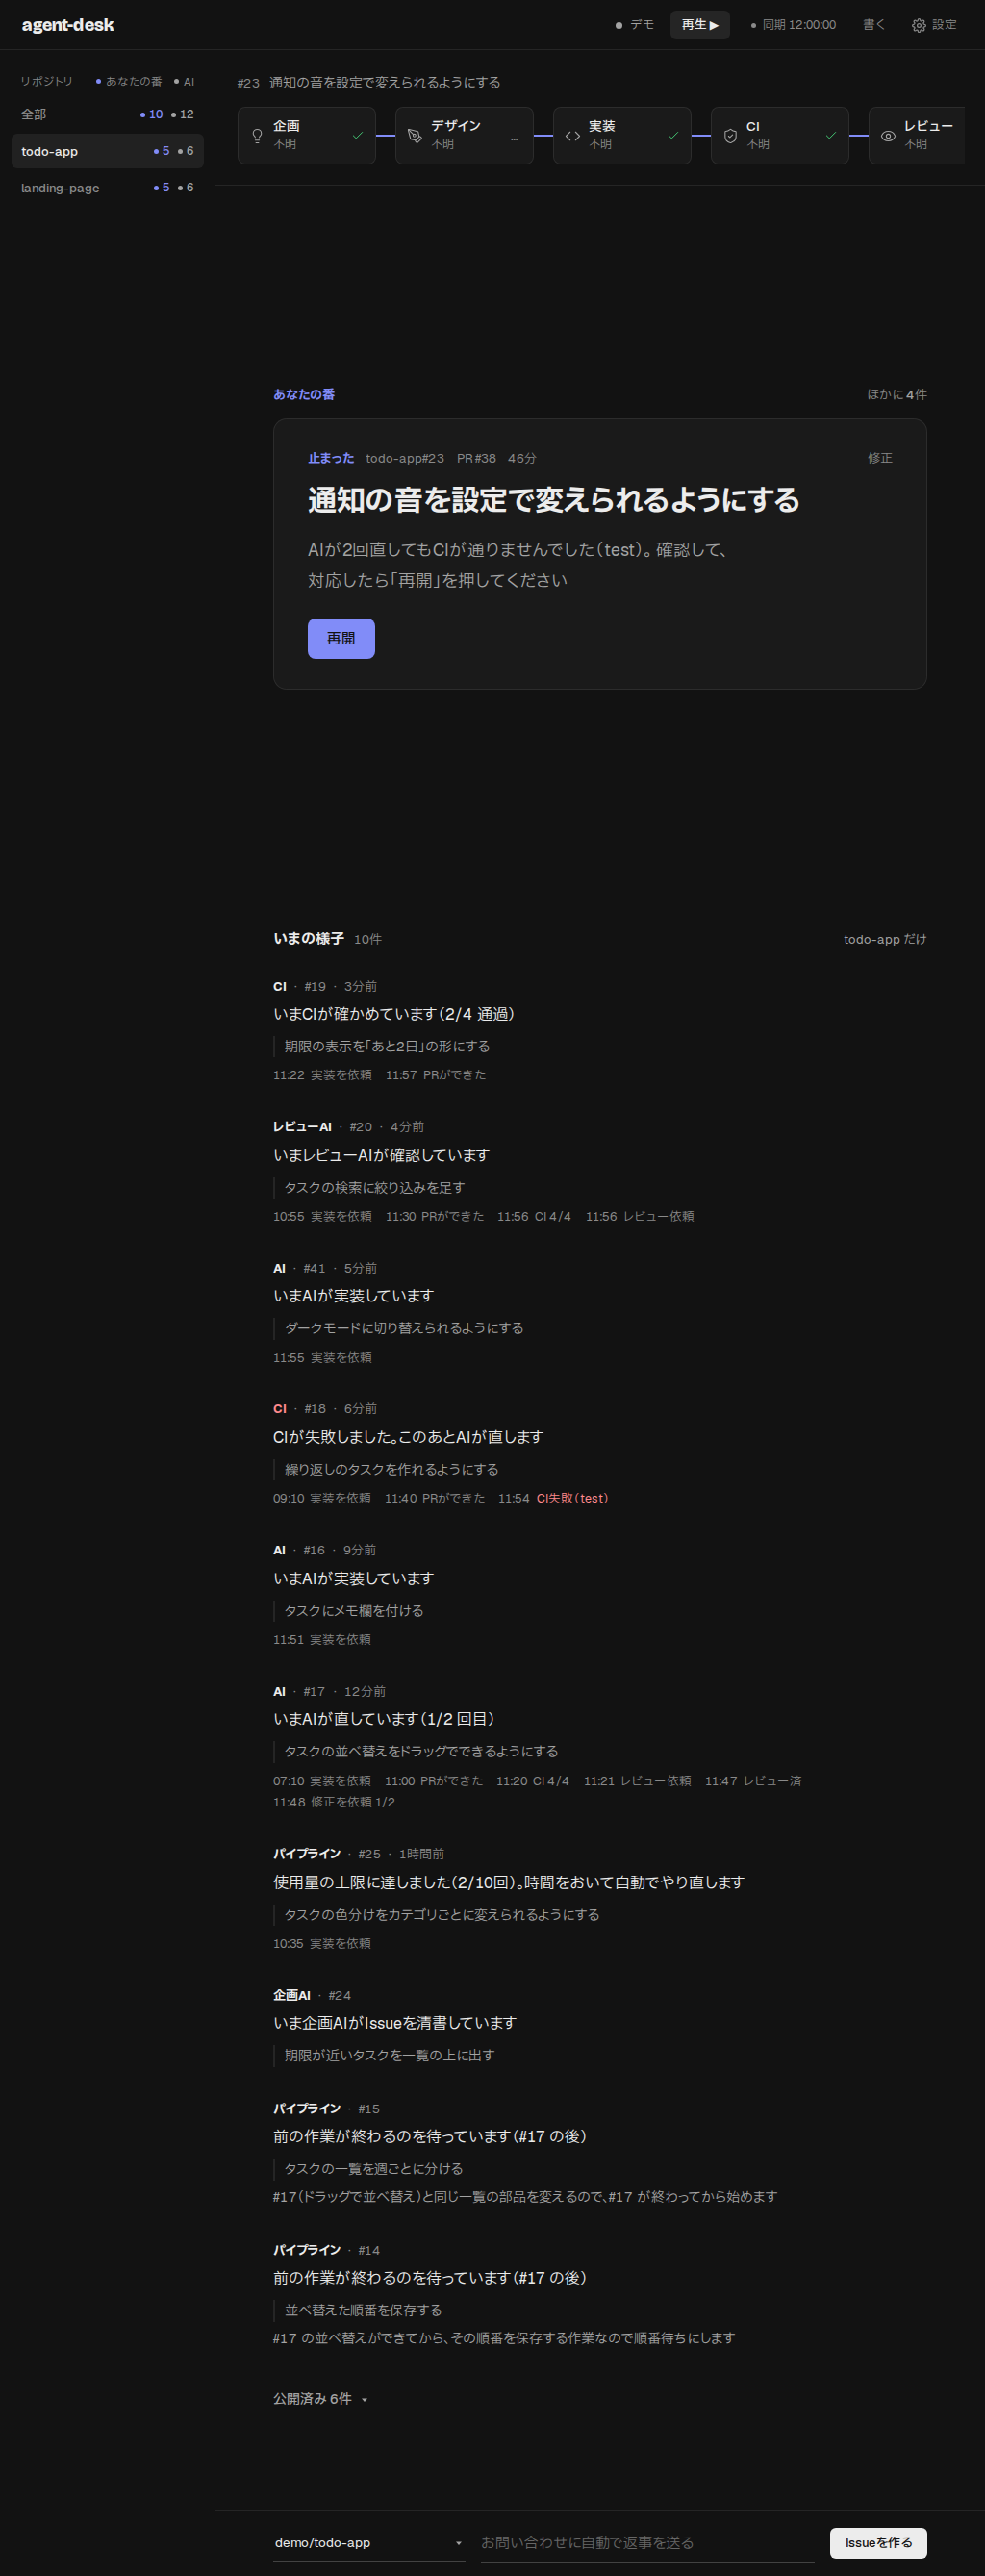 agent-desk
デモ
再生 ▶
同期 12:00:00
書く
設定
リポジトリ
あなたの番
AI
全部 10 12
todo-app 5 6
landing-page 5 6
#23 通知の音を設定で変えられるようにする
企画
不明
デザイン
不明
…
実装
不明
CI
不明
レビュー
不明
あなたの番
ほかに4件
止まった todo-app#23 PR#38 46分
修正
通知の音を設定で変えられるようにする
AIが2回直してもCIが通りませんでした(test)。確認して、
対応したら「再開」を押してください
再開
いまの様子 10件
todo-app だけ
CI · #19 · 3分前
いまCIが確かめています(2/4 通過)
期限の表示を「あと2日」の形にする
11:22 実装を依頼 11:57 PRができた
レビューAI · #20 · 4分前
いまレビューAIが確認しています
タスクの検索に絞り込みを足す
10:55 実装を依頼 11:30 PRができた 11:56 CI 4/4 11:56 レビュー依頼
AI · #41 · 5分前
いまAIが実装しています
ダークモードに切り替えられるようにする
11:55 実装を依頼
CI · #18 · 6分前
CIが失敗しました。このあとAIが直します
繰り返しのタスクを作れるようにする
09:10 実装を依頼 11:40 PRができた 11:54 CI失敗(test)
AI · #16 · 9分前
いまAIが実装しています
タスクにメモ欄を付ける
11:51 実装を依頼
AI · #17 · 12分前
いまAIが直しています(1/2 回目)
タスクの並べ替えをドラッグでできるようにする
07:10 実装を依頼 11:00 PRができた 11:20 CI 4/4 11:21 レビュー依頼 11:47 レビュー済
11:48 修正を依頼 1/2
パイプライン · #25 · 1時間前
使用量の上限に達しました(2/10回)。時間をおいて自動でやり直します
タスクの色分けをカテゴリごとに変えられるようにする
10:35 実装を依頼
企画AI · #24
いま企画AIがIssueを清書しています
期限が近いタスクを一覧の上に出す
パイプライン · #15
前の作業が終わるのを待っています(#17 の後)
タスクの一覧を週ごとに分ける
#17(ドラッグで並べ替え)と同じ一覧の部品を変えるので、#17 が終わってから始めます
パイプライン · #14
前の作業が終わるのを待っています(#17 の後)
並べ替えた順番を保存する
#17 の並べ替えができてから、その順番を保存する作業なので順番待ちにします
公開済み 6件
demo/todo-app
お問い合わせに自動で返事を送る
Issueを作る